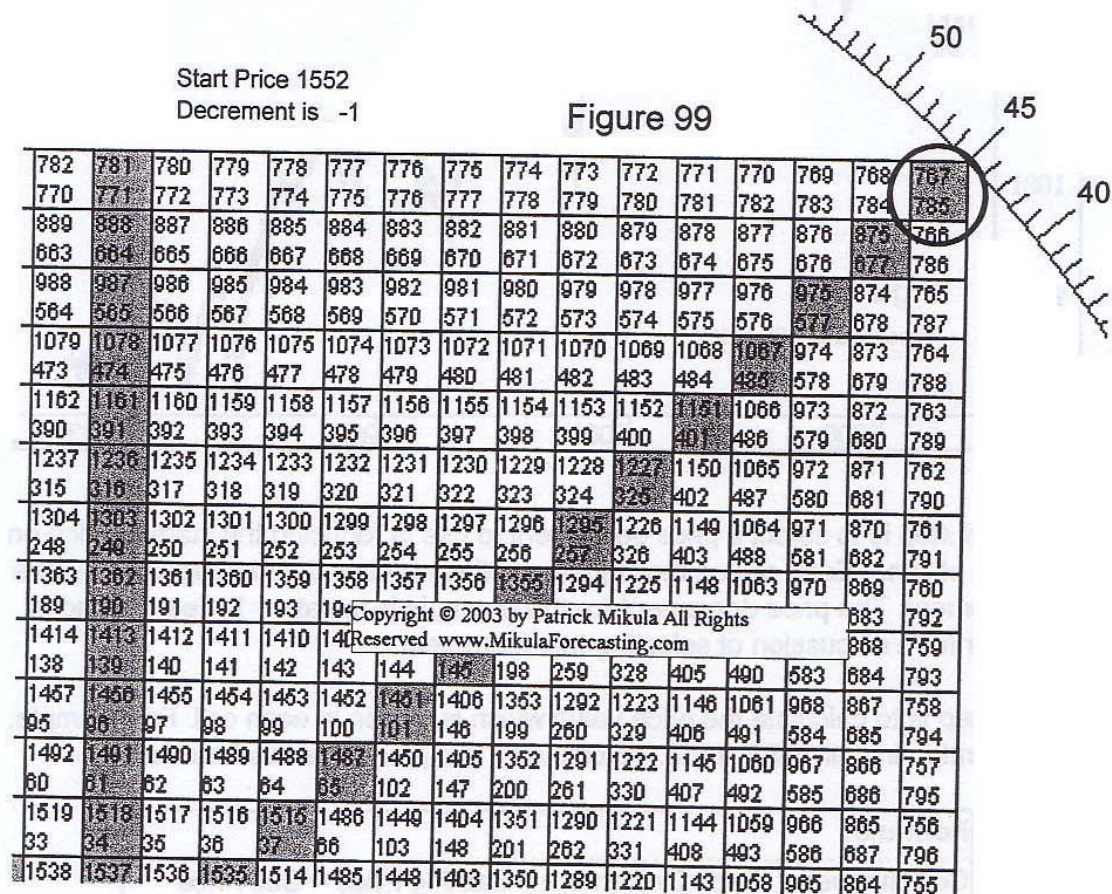 50
45
40
Start Price 1552
Decrement is -1
Figure 99
782 781 780 779 778 777 776 775 774 773 772 771 770 769 768 767
770 771 772 773 774 775 776 777 778 779 780 781 782 783 784 785
889 888 887 886 885 884 883 882 881 880 879 878 877 876 875 766
663 664 665 666 667 668 669 670 671 672 673 674 675 676 677 786
988 987 986 985 984 983 982 981 980 979 978 977 976 975 874 765
564 565 566 567 568 569 570 571 572 573 574 575 576 577 678 787
1079 1078 1077 1076 1075 1074 1073 1072 1071 1070 1069 1068 1067 974 873 764
473 474 475 476 477 478 479 480 481 482 483 484 485 578 679 788
1162 1161 1160 1159 1158 1157 1156 1155 1154 1153 1152 1151 1066 973 872 763
390 391 392 393 394 395 396 397 398 399 400 401 486 579 680 789
1237 1236 1235 1234 1233 1232 1231 1230 1229 1228 1227 1150 1065 972 871 762
315 316 317 318 319 320 321 322 323 324 325 402 487 580 681 790
1304 1303 1302 1301 1300 1299 1298 1297 1296 1295 1226 1149 1064 971 870 761
248 249 250 251 252 253 254 255 256 257 326 403 488 581 682 791
1363 1362 1361 1360 1359 1358 1357 1356 1355 1294 1225 1148 1063 970 869 760
189 190 191 192 193 683 792
Copyright © 2003 by Patrick Mikula All Rights
Reserved www.MikulaForecasting.com
1414 1413 1412 1411 1410 868 759
138 139 140 141 142 143 144 145 198 259 328 405 490 583 684 793
1457 1456 1455 1454 1453 1452 1451 1406 1353 1292 1223 1146 1061 968 867 758
95 96 97 98 99 100 101 146 199 260 329 406 491 584 685 794
1492 1491 1490 1489 1488 1487 1450 1405 1352 1291 1222 1145 1060 967 866 757
60 61 62 63 64 65 102 147 200 261 330 407 492 585 686 795
1519 1518 1517 1516 1515 1486 1449 1404 1351 1290 1221 1144 1059 966 865 756
33 34 35 36 37 66 103 148 201 262 331 408 493 586 687 796
1538 1537 1536 1535 1514 1485 1448 1403 1350 1289 1220 1143 1058 965 864 755